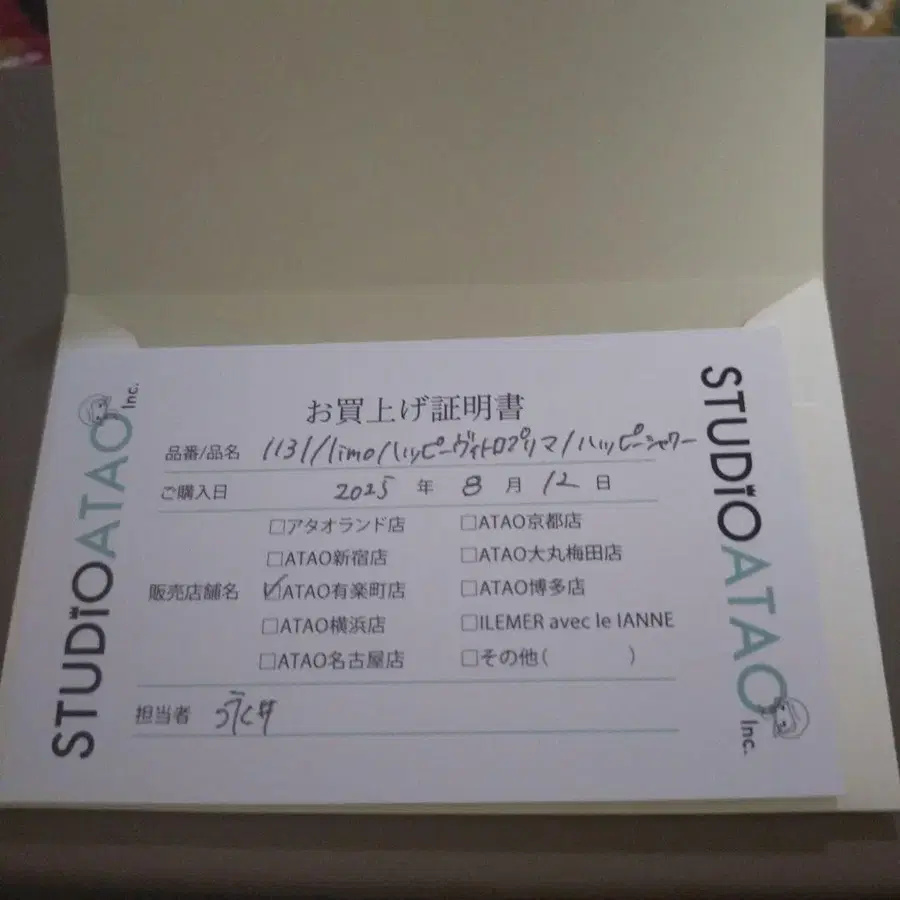 STUDIO ATAO Inc.
お買上げ証明書
品番/品名 1131/limo/ハッピーヴィトロプリマ/ハッピーシャワー
ご購入日 2025 年 8 月 12 日
販売店舗名
□アタオランド店 □ATAO京都店
□ATAO新宿店 □ATAO大丸梅田店
☑ATAO有楽町店 □ATAO博多店
□ATAO横浜店 □ILEMER avec le IANNE
□ATAO名古屋店 □その他( )
担当者
STUDIO ATAO Inc.